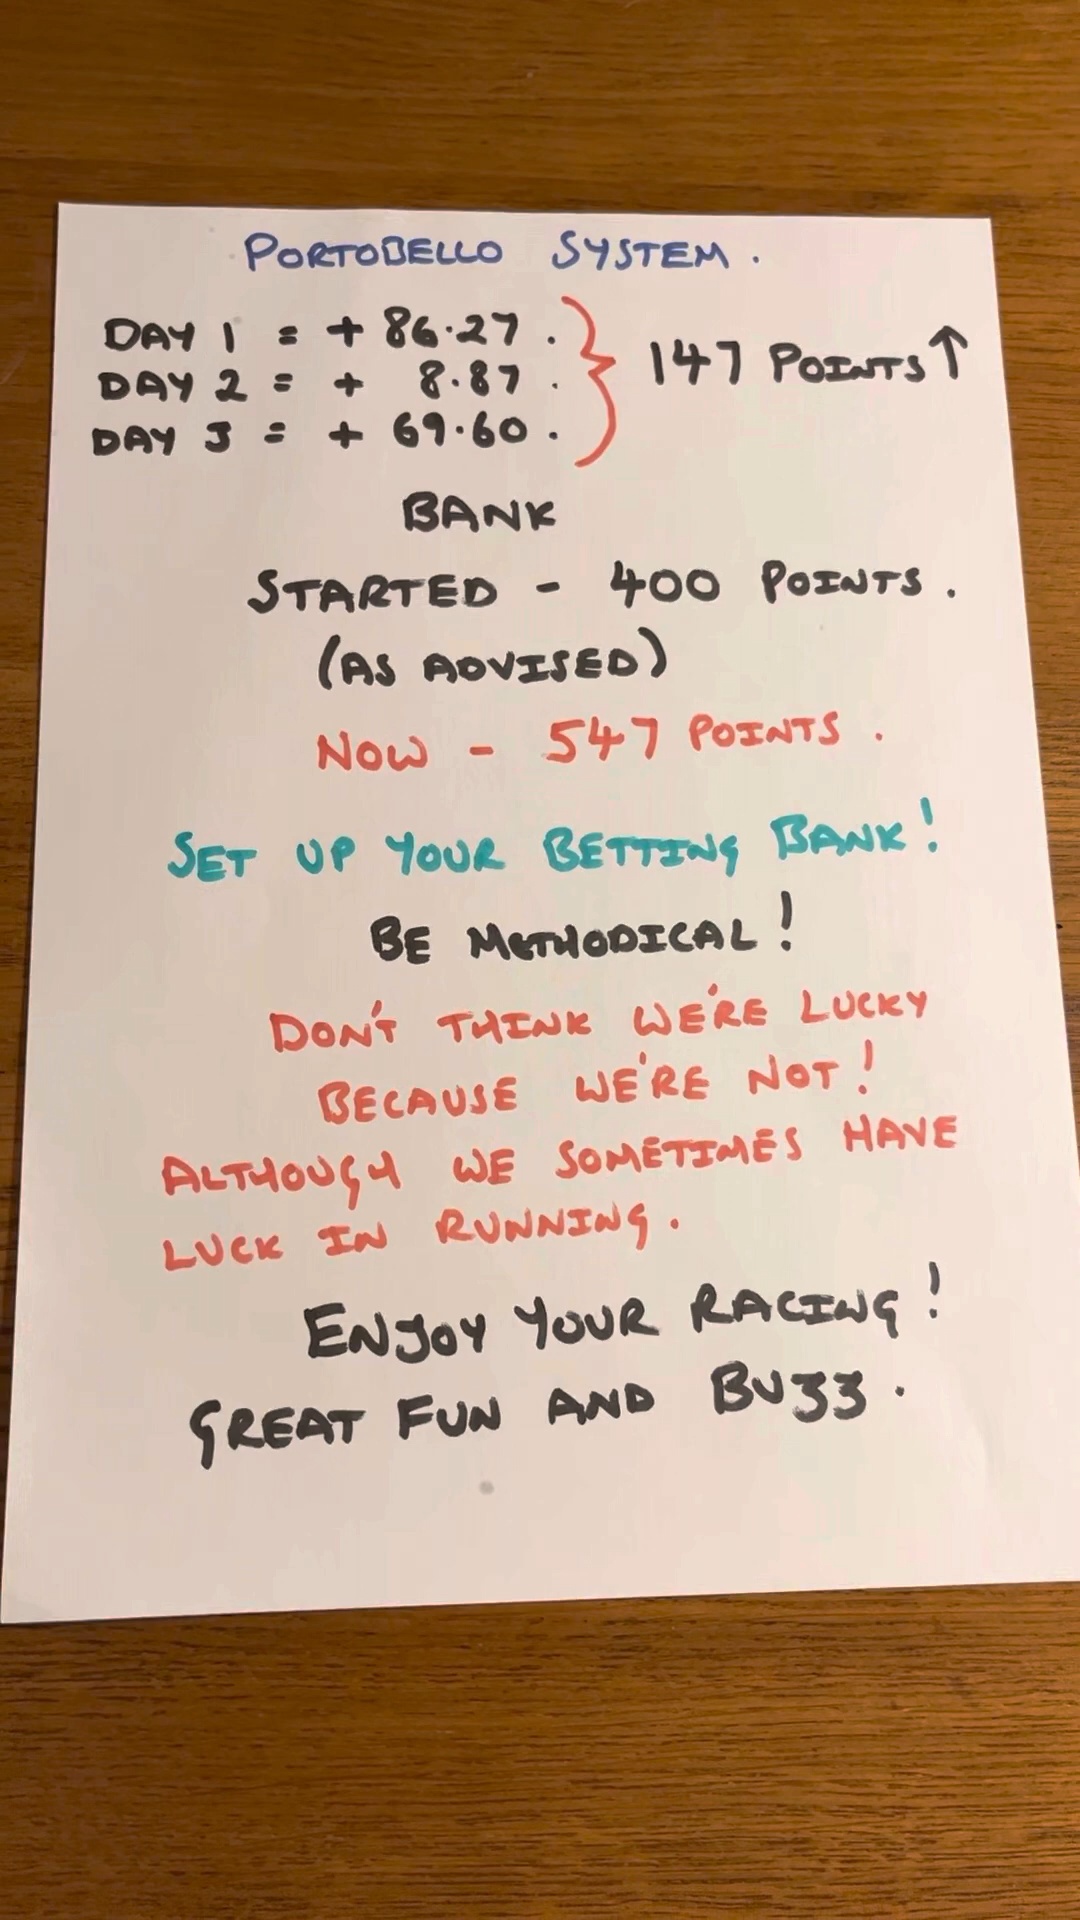 PORTOBELLO SYSTEM.
DAY 1 = + 86.27.
DAY 2 = + 8.87.
DAY 3 = + 69.60.
147 POINTS ↑
BANK
STARTED - 400 POINTS.
(AS ADVISED)
NOW - 547 POINTS.
SET UP YOUR BETTING BANK!
BE METHODICAL!
DON'T THINK WE'RE LUCKY
BECAUSE WE'RE NOT!
ALTHOUGH WE SOMETIMES HAVE
LUCK IN RUNNING.
ENJOY YOUR RACING!
GREAT FUN AND BUZZ.